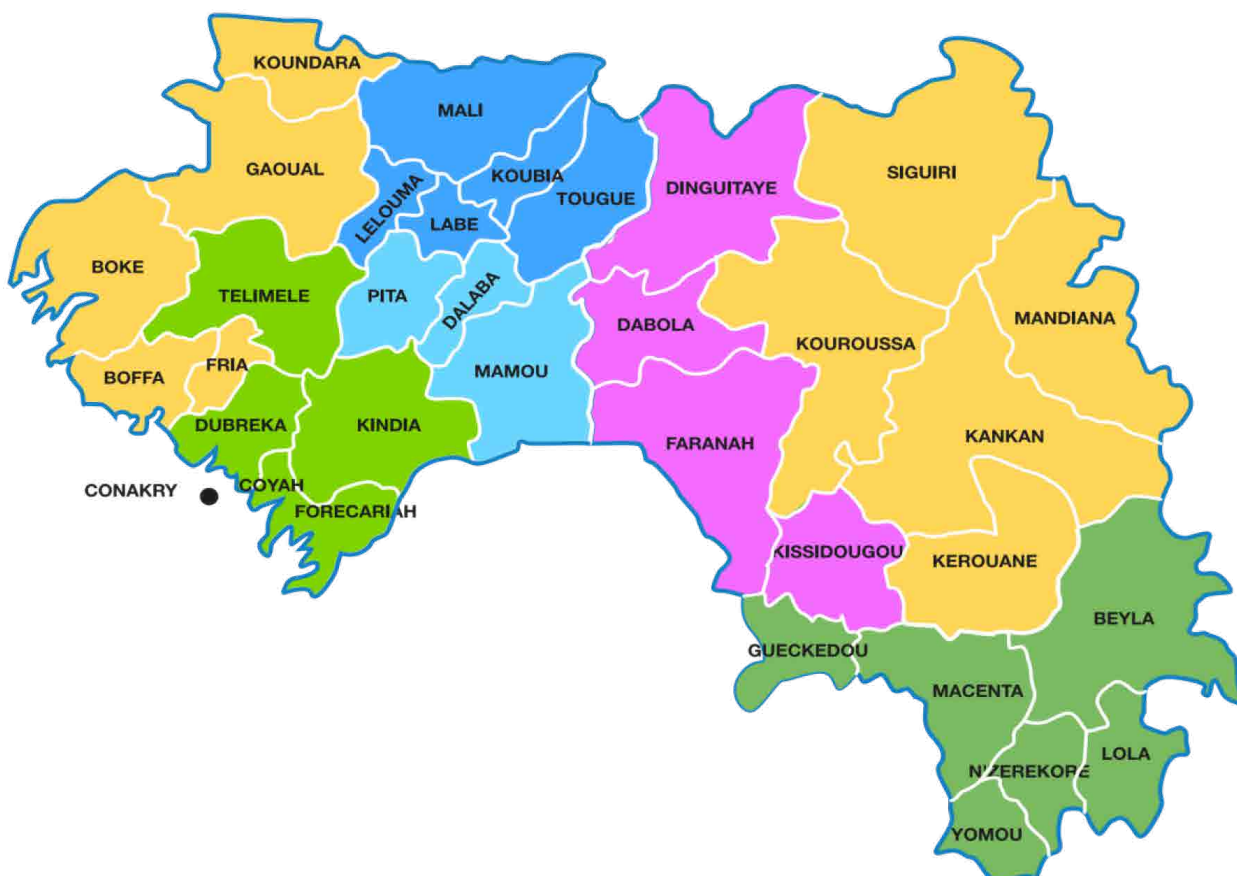 KOUNDARA
MALI
GAOUAL
KOUBIA
TOUGUE
LELOUMA
LABE
DINGUITAYE
SIGUIRI
BOKE
TELIMELE
PITA
DALABA
DABOLA
MANDIANA
KOUROUSSA
BOFFA
FRIA
MAMOU
DUBREKA
KINDIA
FARANAH
KANKAN
CONAKRY
COYAH
FORECARIAH
KISSIDOUGOU
KEROUANE
BEYLA
GUECKEDOU
MACENTA
LOLA
N'ZEREKORE
YOMOU